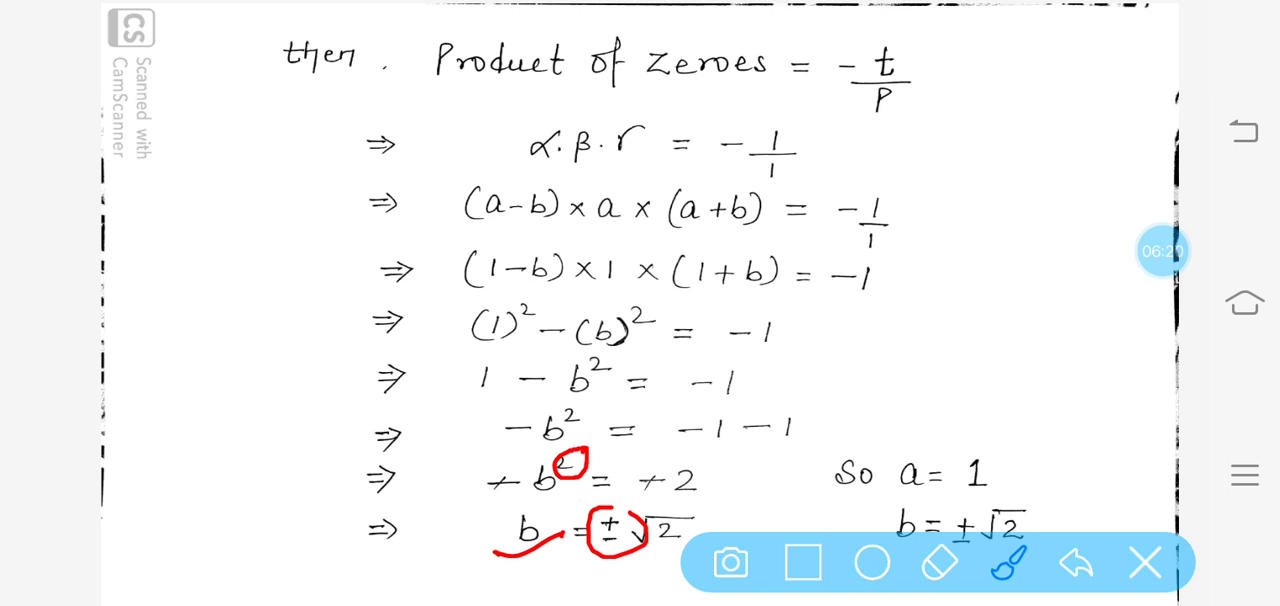 CS Scanned with CamScanner
then . Product of zeroes = - t/p
⇒ α.β.r = - 1/1
⇒ (a-b) × a × (a+b) = - 1/1
⇒ (1-b) × 1 × (1+b) = -1
⇒ (1)² - (b)² = -1
⇒ 1 - b² = -1
⇒ -b² = -1-1
⇒ +b² = +2
⇒ b = ±√2
So a = 1
b = ±√2
06:20